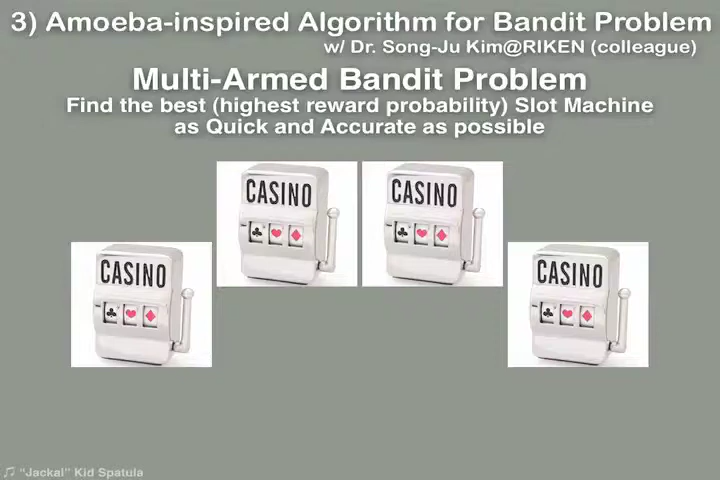 3) Amoeba-inspired Algorithm for Bandit Problem
w/ Dr. Song-Ju Kim@RIKEN (colleague)
Multi-Armed Bandit Problem
Find the best (highest reward probability) Slot Machine
as Quick and Accurate as possible
CASINO
CASINO
CASINO
CASINO
♫ "Jackal" Kid Spatula